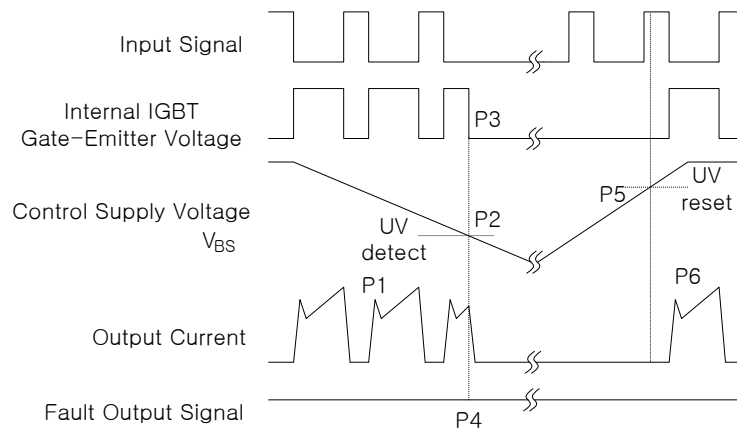 Input Signal
Internal IGBT
Gate-Emitter Voltage
P3
Control Supply Voltage
VBS
UV
detect
P2
P5
UV
reset
P1
P6
Output Current
Fault Output Signal
P4